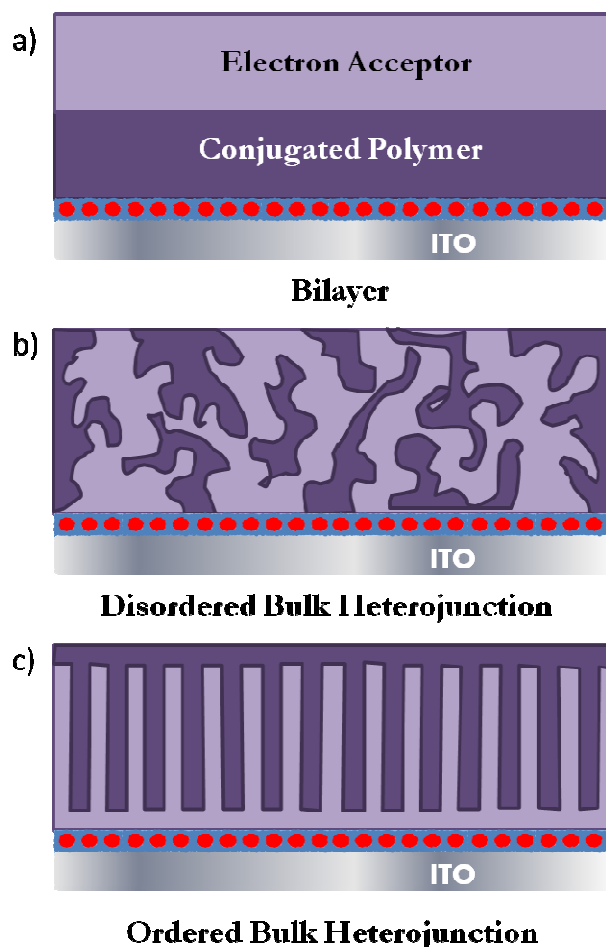 a)
Electron Acceptor
Conjugated Polymer
ITO
Bilayer
b)
ITO
Disordered Bulk Heterojunction
c)
ITO
Ordered Bulk Heterojunction